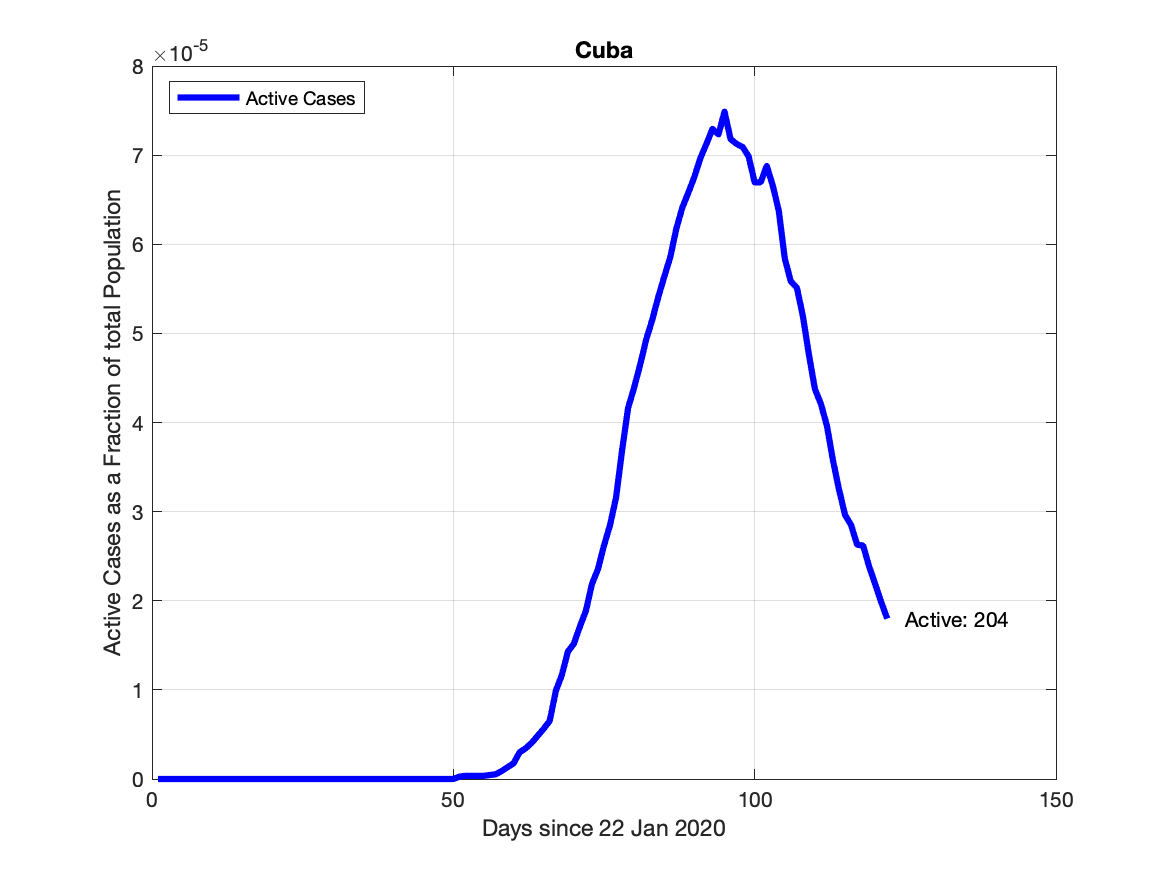 Cuba
×10-5
Active Cases
8
7
6
5
4
3
2
1
0
Active Cases as a Fraction of total Population
Active: 204
0 50 100 150
Days since 22 Jan 2020